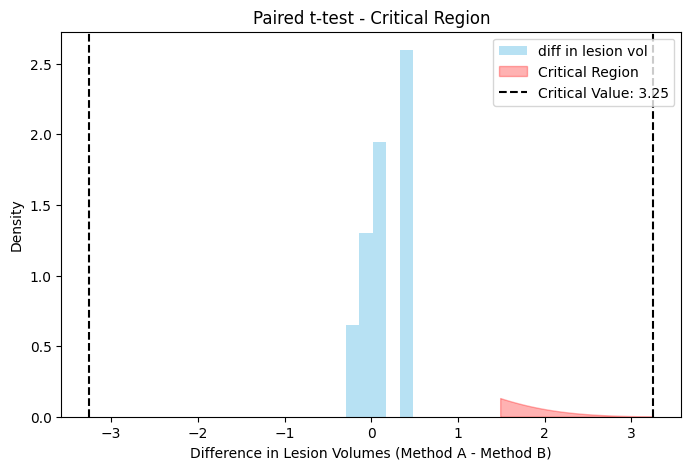 Paired t-test - Critical Region
diff in lesion vol
Critical Region
Critical Value: 3.25
Density
2.5
2.0
1.5
1.0
0.5
0.0
−3
−2
−1
0
1
2
3
Difference in Lesion Volumes (Method A - Method B)